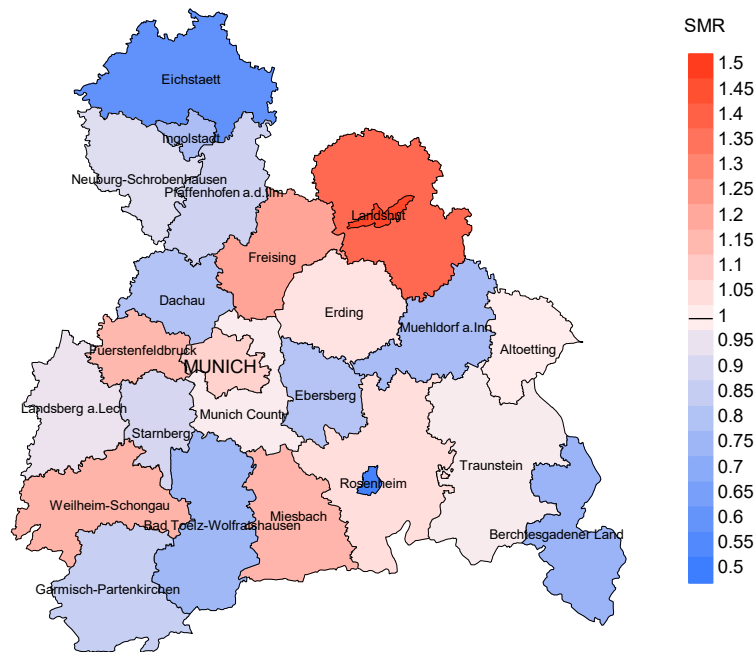 SMR
Eichstaett
Ingolstadt
Neuburg-Schrobenhausen
Pfaffenhofen a.d.Ilm
Landshut
Freising
Dachau
Erding
Muehldorf a.Inn
Altoetting
Fuerstenfeldbruck
MUNICH
Ebersberg
Landsberg a.Lech
Munich County
Starnberg
Traunstein
Rosenheim
Weilheim-Schongau
Miesbach
Bad Toelz-Wolfratshausen
Berchtesgadener Land
Garmisch-Partenkirchen
1.5
1.45
1.4
1.35
1.3
1.25
1.2
1.15
1.1
1.05
1
0.95
0.9
0.85
0.8
0.75
0.7
0.65
0.6
0.55
0.5